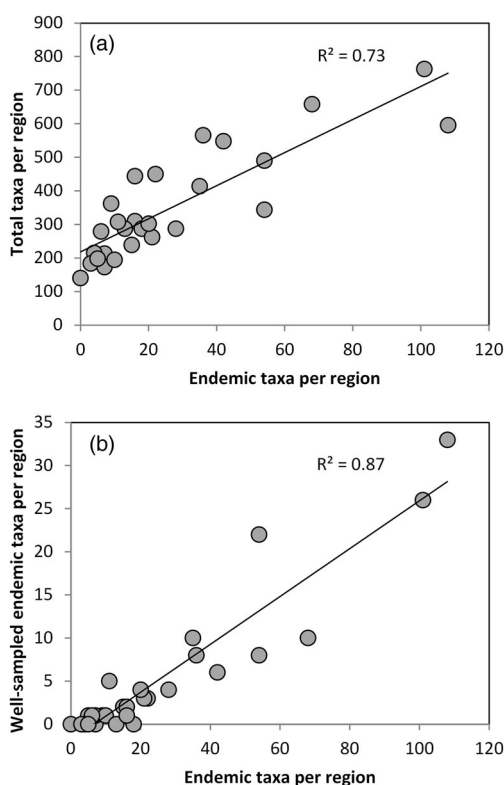 (a)
R² = 0.73
Total taxa per region
900
800
700
600
500
400
300
200
100
0
0 20 40 60 80 100 120
Endemic taxa per region
(b)
R² = 0.87
Well-sampled endemic taxa per region
35
30
25
20
15
10
5
0
0 20 40 60 80 100 120
Endemic taxa per region